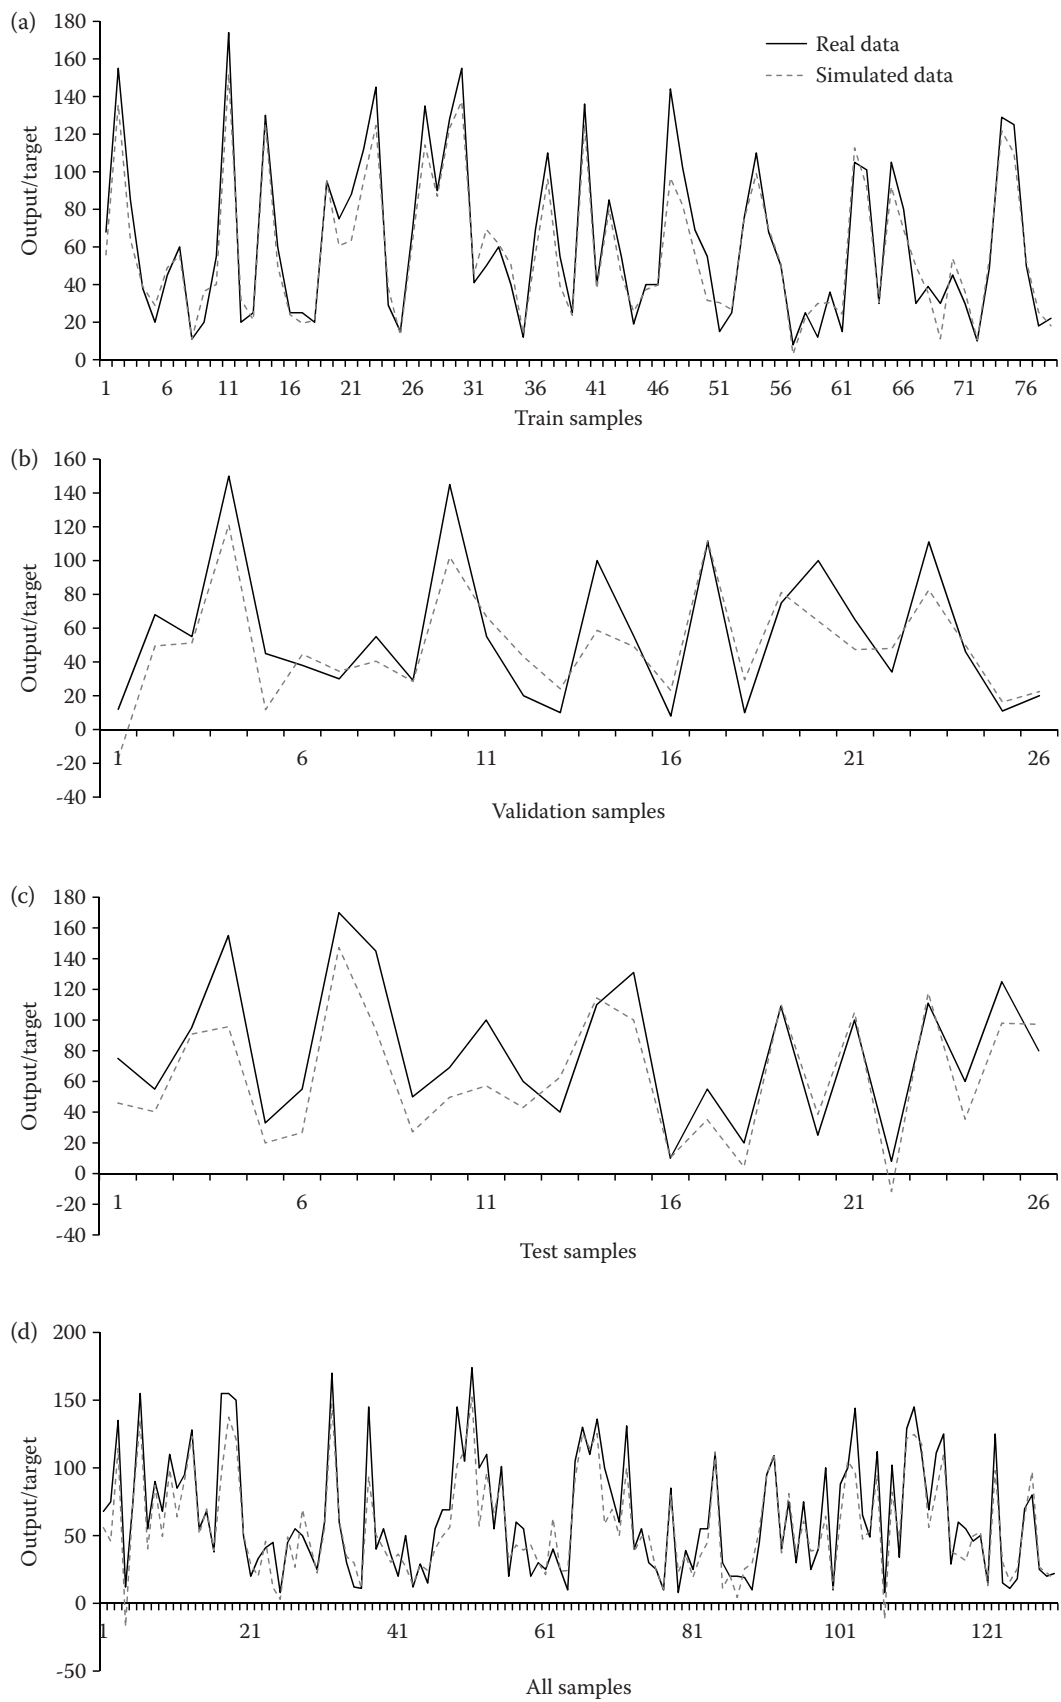 (a)
180
160
140
120
100
80
60
40
20
0
Output/target
Real data
Simulated data
1 6 11 16 21 26 31 36 41 46 51 56 61 66 71 76
Train samples
(b)
160
140
120
100
80
60
40
20
0
-20
-40
Output/target
1 6 11 16 21 26
Validation samples
(c)
180
160
140
120
100
80
60
40
20
0
-20
-40
Output/target
1 6 11 16 21 26
Test samples
(d)
200
150
100
50
0
-50
Output/target
1 21 41 61 81 101 121
All samples